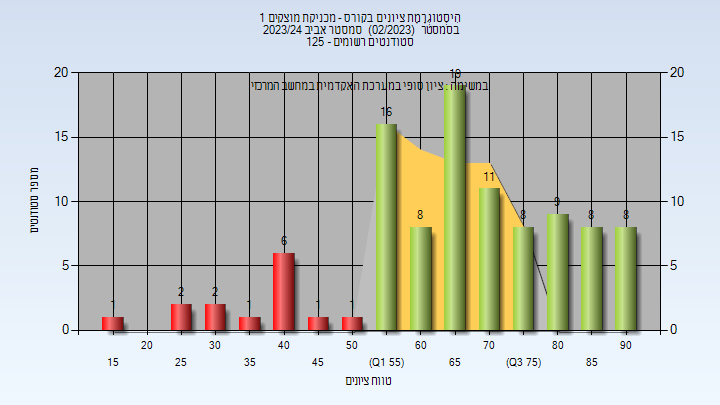 היסטוגרמת ציונים בקורס - מכניקת מוצקים 1
בסמסטר (02/2023) סמסטר אביב 2023/24
סטודנטים רשומים - 125
במשימה : ציון סופי במערכת האקדמית במחשב המרכזי
מספר סטודנטים
20 20
15 15
10 10
5 5
0 0
1 2 2 1 6 1 1 16 8 19 11 8 9 8 8
20 30 40 50 60 70 80 90
15 25 35 45 (Q1 55) 65 (Q3 75) 85
טווח ציונים